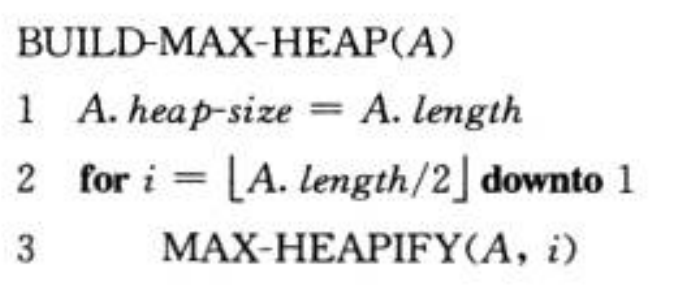 BUILD-MAX-HEAP(A)
1 A. heap-size = A. length
2 for i = ⌊A. length/2⌋ downto 1
3 MAX-HEAPIFY(A, i)